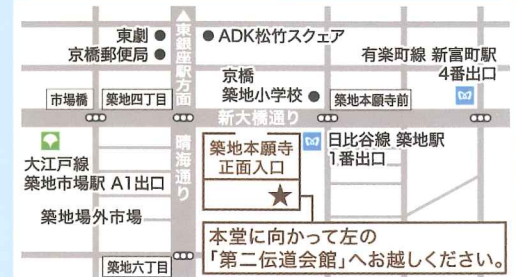 ▲東銀座駅方面
東劇 ●
京橋郵便局 ●
● ADK松竹スクェア
有楽町線 新富町駅
4番出口
京橋
築地小学校 ●
市場橋
築地四丁目
築地本願寺前
新大橋通り
晴海通り
大江戸線
築地市場駅 A1出口
築地本願寺
正面入口
日比谷線 築地駅
1番出口
築地場外市場
本堂に向かって左の
「第二伝道会館」へお越しください。
築地六丁目